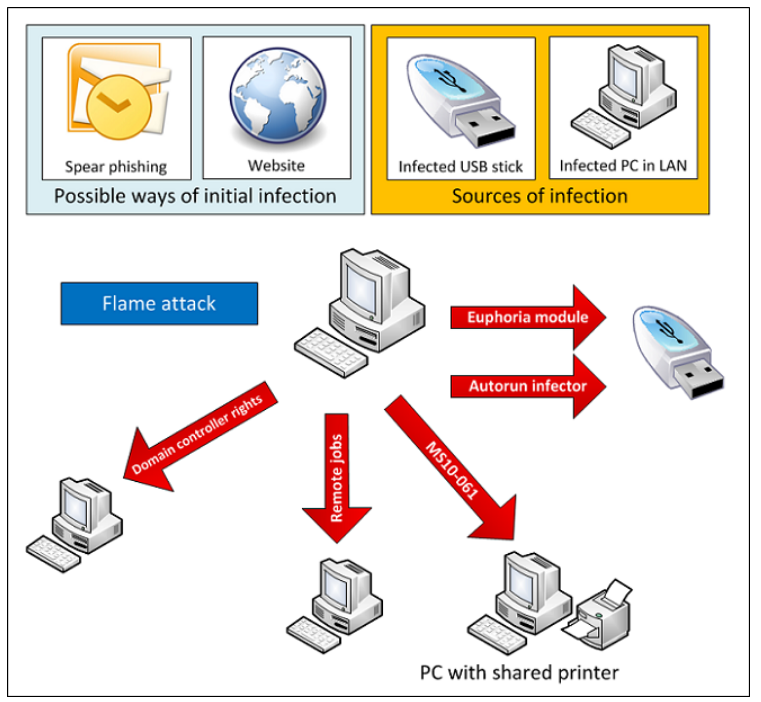 Spear phishing
Website
Possible ways of initial infection
Infected USB stick
Infected PC in LAN
Sources of infection
Flame attack
Euphoria module
Autorun infector
Domain controller rights
Remote jobs
MS10-061
PC with shared printer